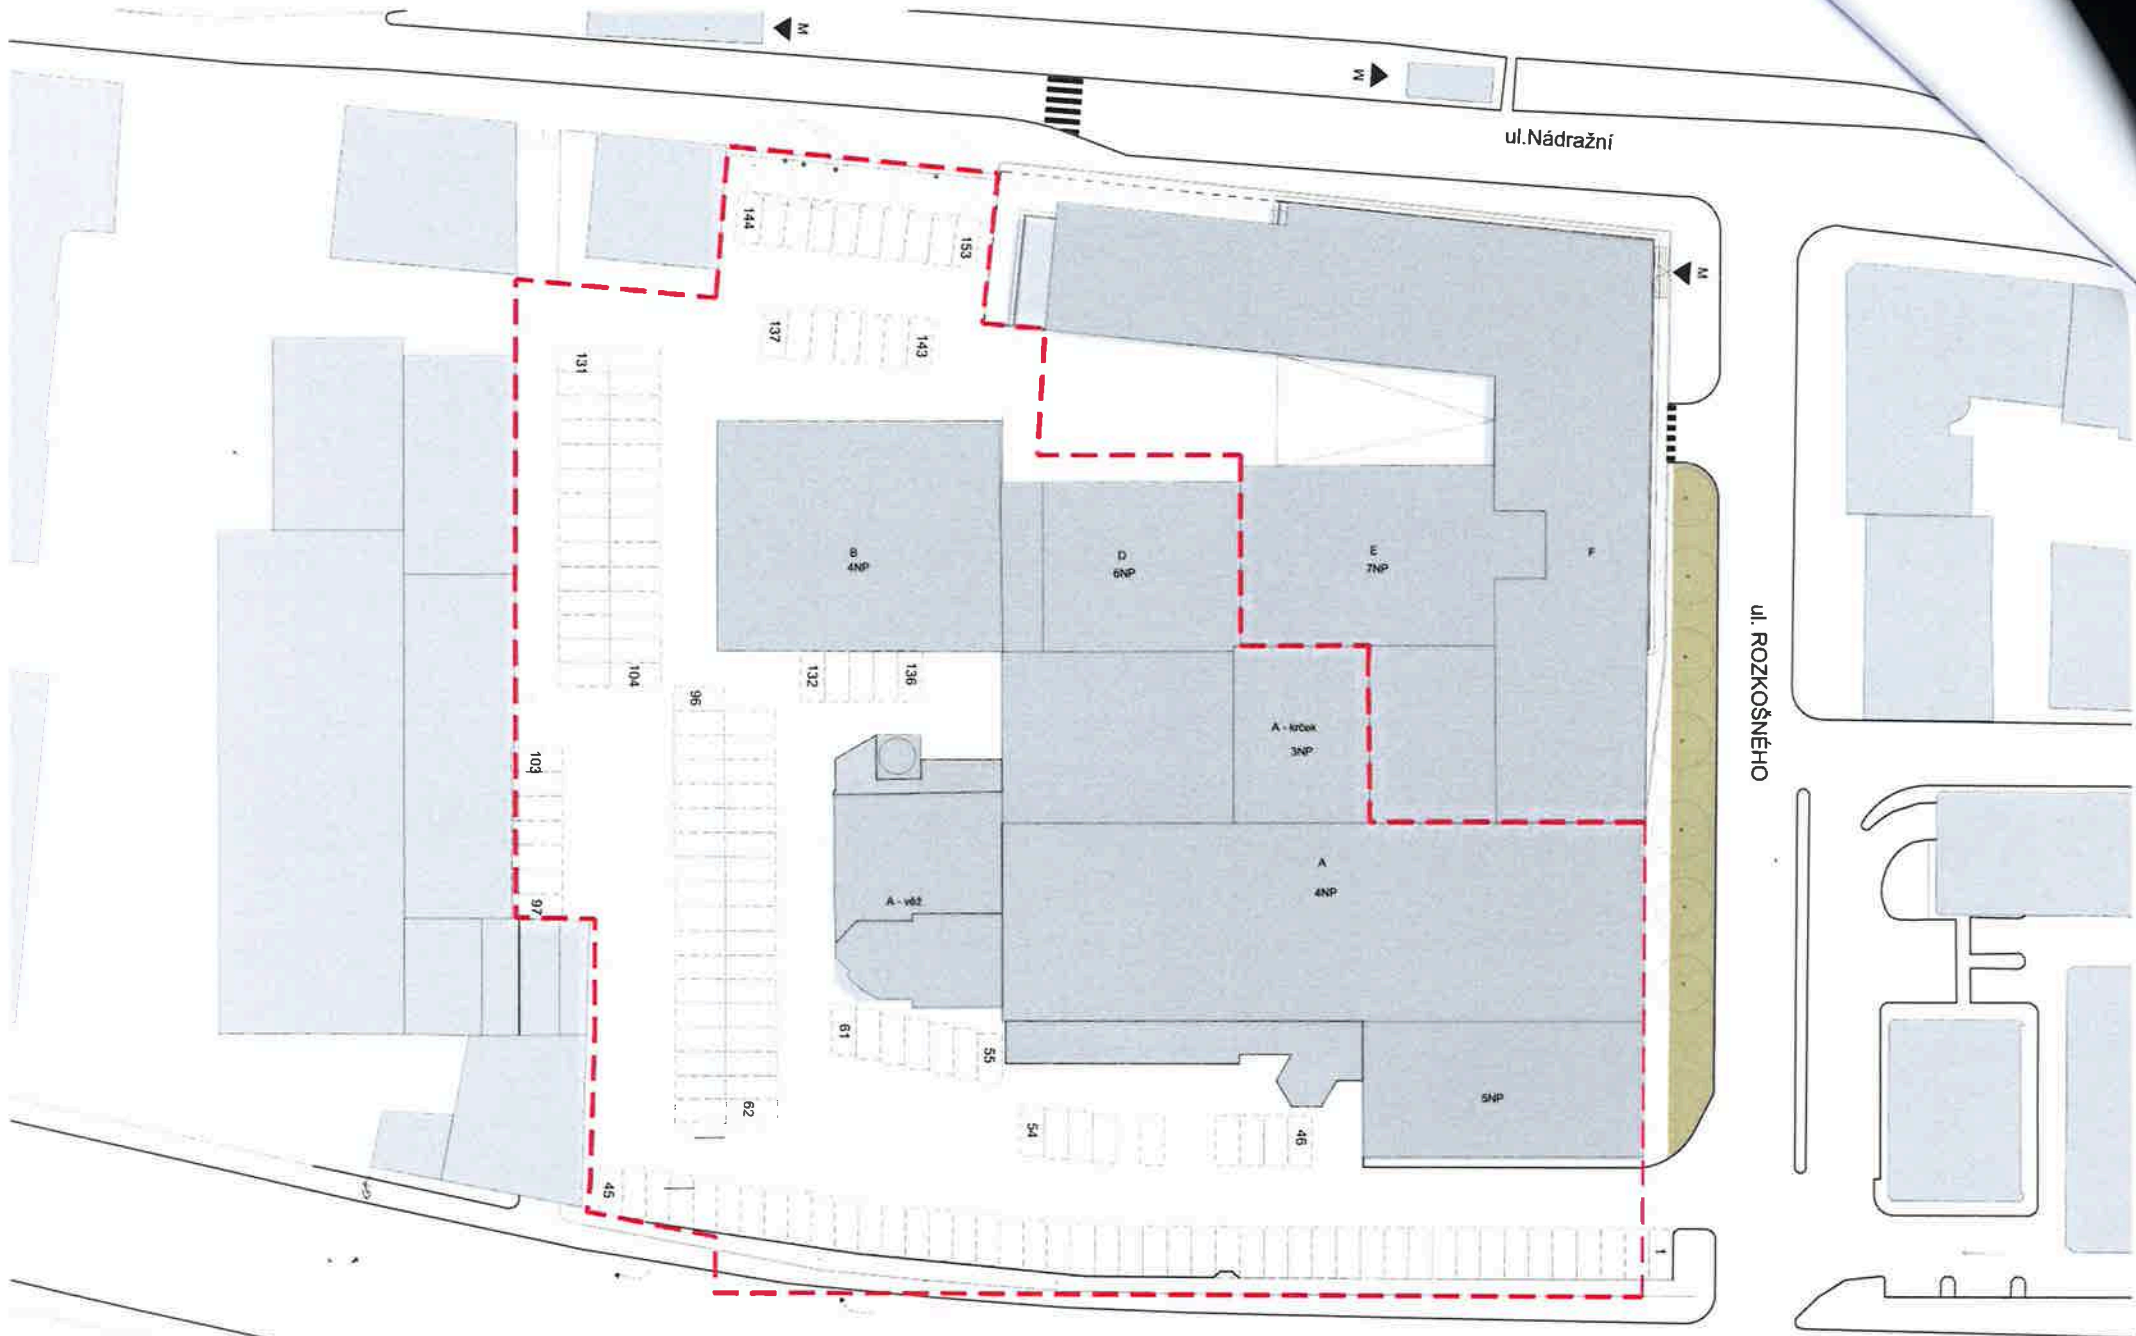 M
M
ul.Nádražní
144
153
M
137
143
131
B
4NP
D
6NP
E
7NP
F
ul. ROZKOŠNÉHO
104
132
136
96
A - krček
3NP
103
A
4NP
97
A - věž
61
55
62
5NP
54
46
45
1